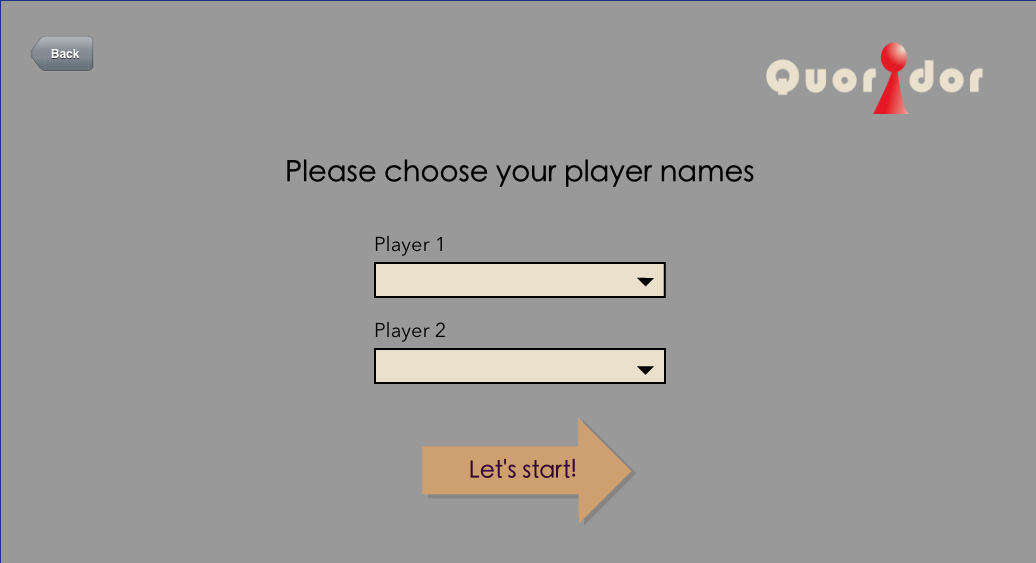 Back
Quoridor
Please choose your player names
Player 1
Player 2
Let's start!